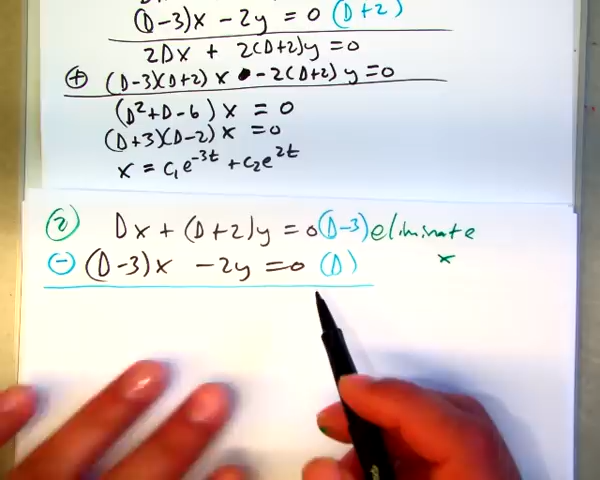 (D-3)x - 2y = 0 (D+2)
2Dx + 2(D+2)y = 0
⊕ (D-3)(D+2)x - 2(D+2)y = 0
(D²+D-6)x = 0
(D+3)(D-2)x = 0
x = c₁e^{-3t} + c₂e^{2t}
② Dx + (D+2)y = 0 (D-3) eliminate
⊖ (D-3)x - 2y = 0 (D) x